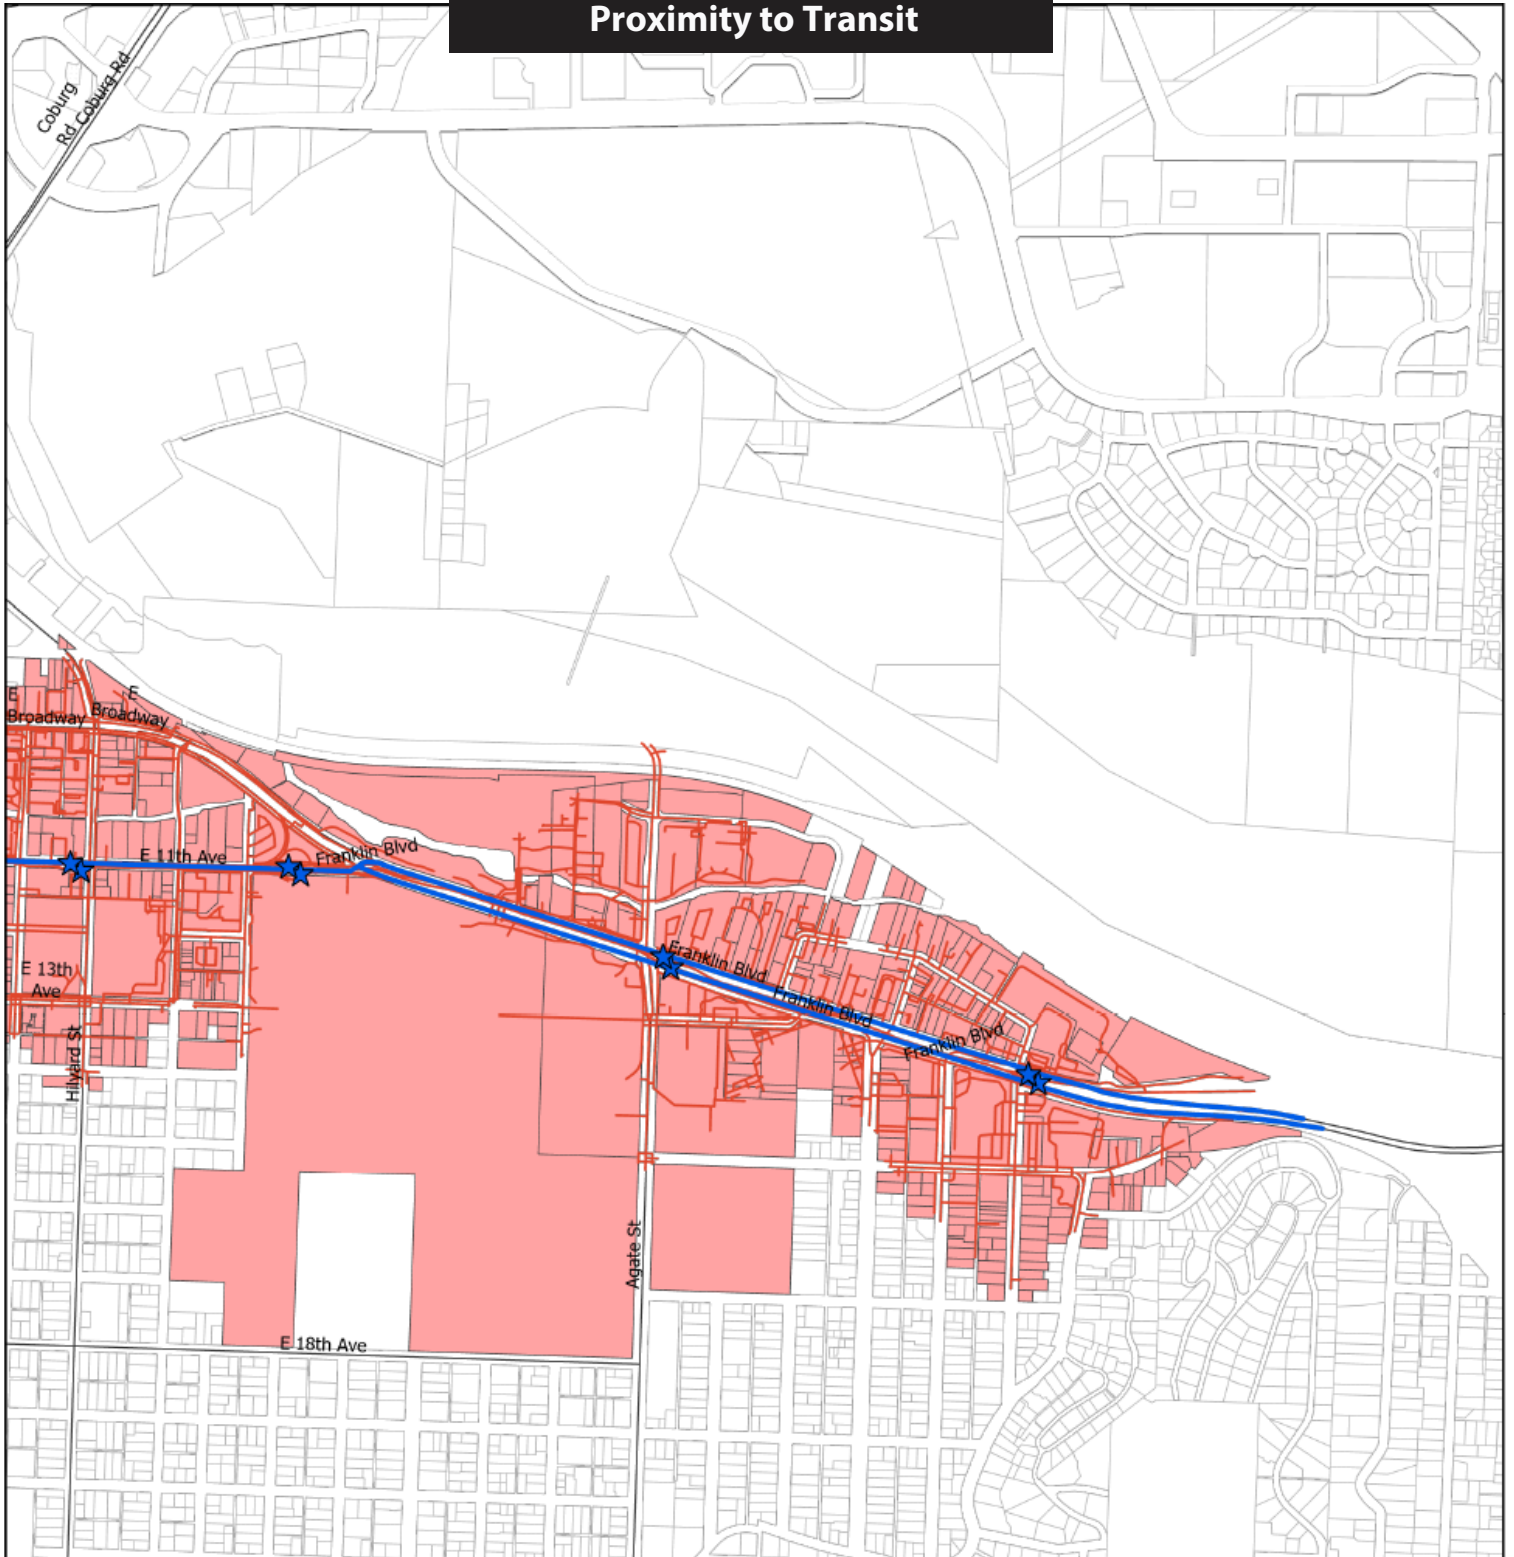 Proximity to Transit
Coburg
Rd Coburg Rd
E
Broadway
E
Broadway
E 11th Ave
Franklin Blvd
Franklin Blvd
Franklin Blvd
Franklin Blvd
E 13th
Ave
Hilyard St
Agate St
E 18th Ave